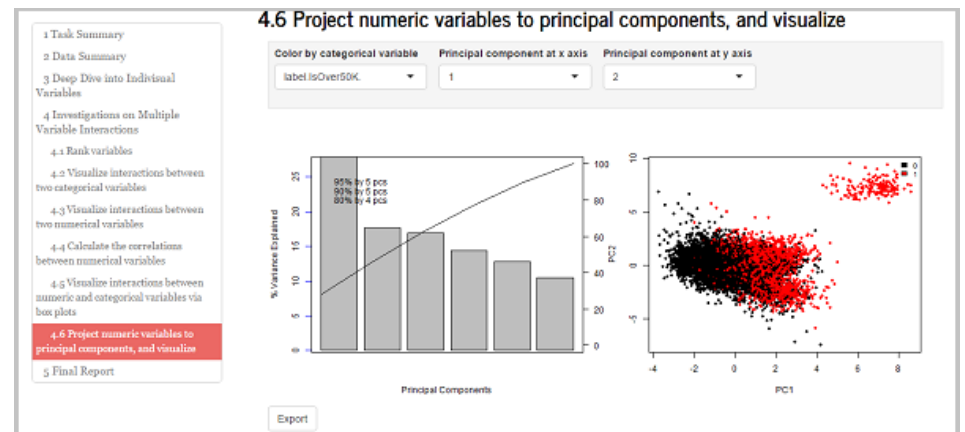 4.6 Project numeric variables to principal components, and visualize
1 Task Summary
2 Data Summary
3 Deep Dive into Indivisual
Variables
4 Investigations on Multiple
Variable Interactions
4.1 Rank variables
4.2 Visualize interactions between
two categorical variables
4.3 Visualize interactions between
two numerical variables
4.4 Calculate the correlations
between numerical variables
4.5 Visualize interactions between
numeric and categorical variables via
box plots
4.6 Project numeric variables to
principal components, and visualize
5 Final Report
Color by categorical variable
label.IsOver50K.
Principal component at x axis
1
Principal component at y axis
2
% Variance Explained
0
5
10
15
20
25
95% by 5 pcs
90% by 5 pcs
80% by 4 pcs
0
20
40
60
80
100
Principal Components
PC2
-5
0
5
10
0
1
-4
-2
0
2
4
6
8
PC1
Export